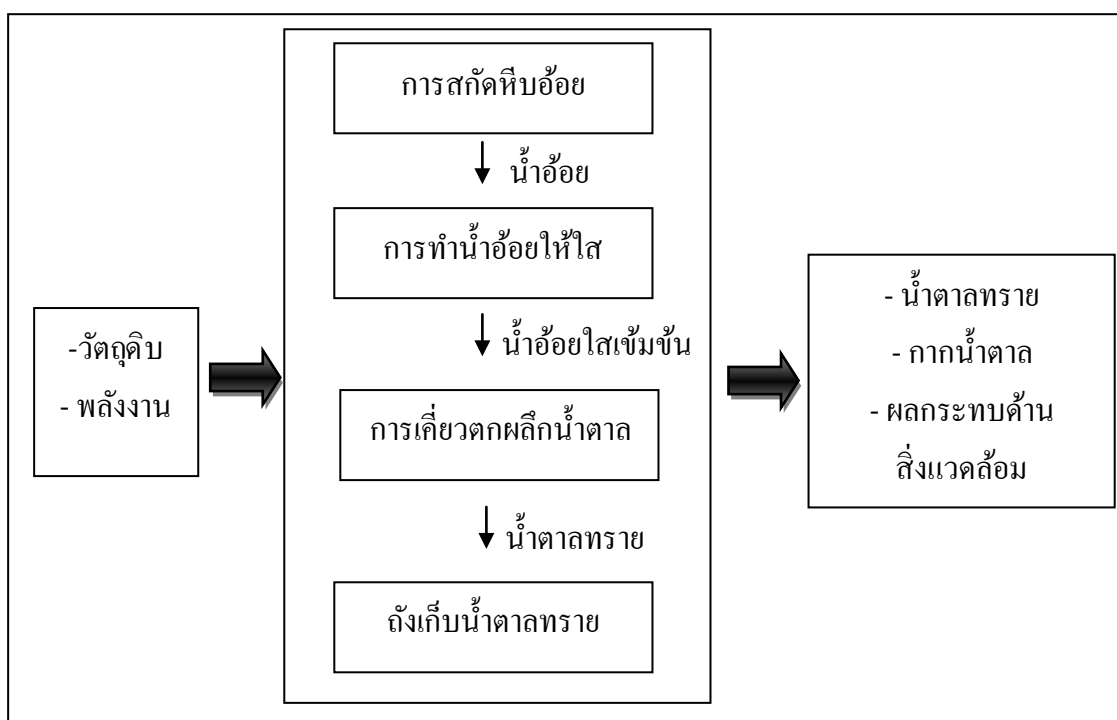 -วัตถุดิบ
- พลังงาน
การสกัดหีบอ้อย
น้ำอ้อย
การทำน้ำอ้อยให้ใส
น้ำอ้อยใสเข้มข้น
การเคี่ยวตกผลึกน้ำตาล
น้ำตาลทราย
ถังเก็บน้ำตาลทราย
- น้ำตาลทราย
- กากน้ำตาล
- ผลกระทบด้าน
สิ่งแวดล้อม